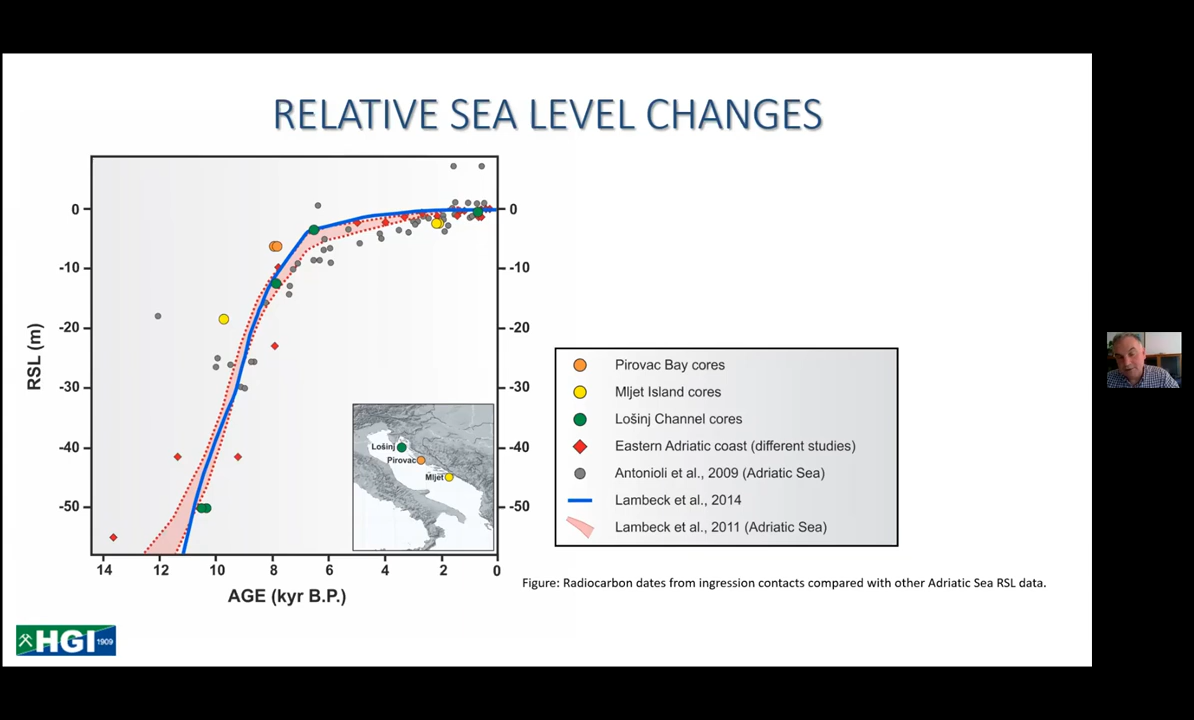 RELATIVE SEA LEVEL CHANGES
RSL (m)
0
-10
-20
-30
-40
-50
0
-10
-20
-30
-40
-50
Lošinj
Pirovac
Mljet
14 12 10 8 6 4 2 0
AGE (kyr B.P.)
Pirovac Bay cores
Mljet Island cores
Lošinj Channel cores
Eastern Adriatic coast (different studies)
Antonioli et al., 2009 (Adriatic Sea)
Lambeck et al., 2014
Lambeck et al., 2011 (Adriatic Sea)
Figure: Radiocarbon dates from ingression contacts compared with other Adriatic Sea RSL data.
HGI 1909